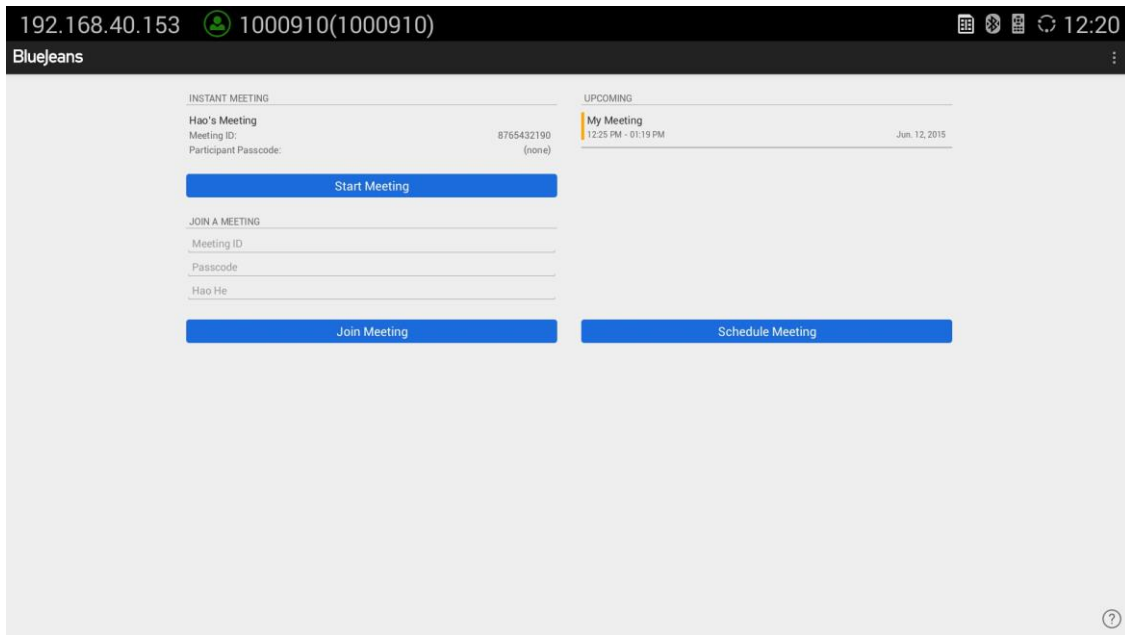 192.168.40.153 1000910(1000910) 12:20
BlueJeans
INSTANT MEETING
Hao's Meeting
Meeting ID: 8765432190
Participant Passcode: (none)
Start Meeting
JOIN A MEETING
Meeting ID
Passcode
Hao He
Join Meeting
UPCOMING
My Meeting
12:25 PM - 01:19 PM Jun. 12, 2015
Schedule Meeting
?